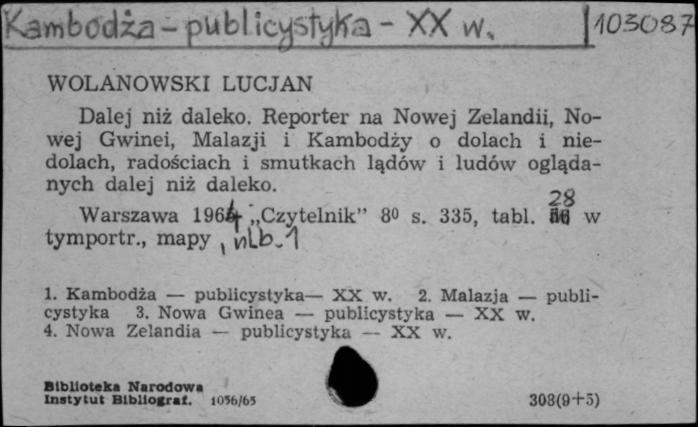 Kambodża - publicystyka - XX w. 103087
WOLANOWSKI LUCJAN
Dalej niż daleko. Reporter na Nowej Zelandii, No-
wej Gwinei, Malazji i Kambodży o dolach i nie-
dolach, radościach i smutkach lądów i ludów ogląda-
nych dalej niż daleko.
28
Warszawa 1964 „Czytelnik” 8⁰ s. 335, tabl. w
tymportr., mapy, nlb. 1
1. Kambodża — publicystyka— XX w. 2. Malazja — publi-
cystyka 3. Nowa Gwinea — publicystyka — XX w.
4. Nowa Zelandia — publicystyka — XX w.
Biblioteka Narodowa
Instytut Bibliograf. 1056/65 308(9+5)